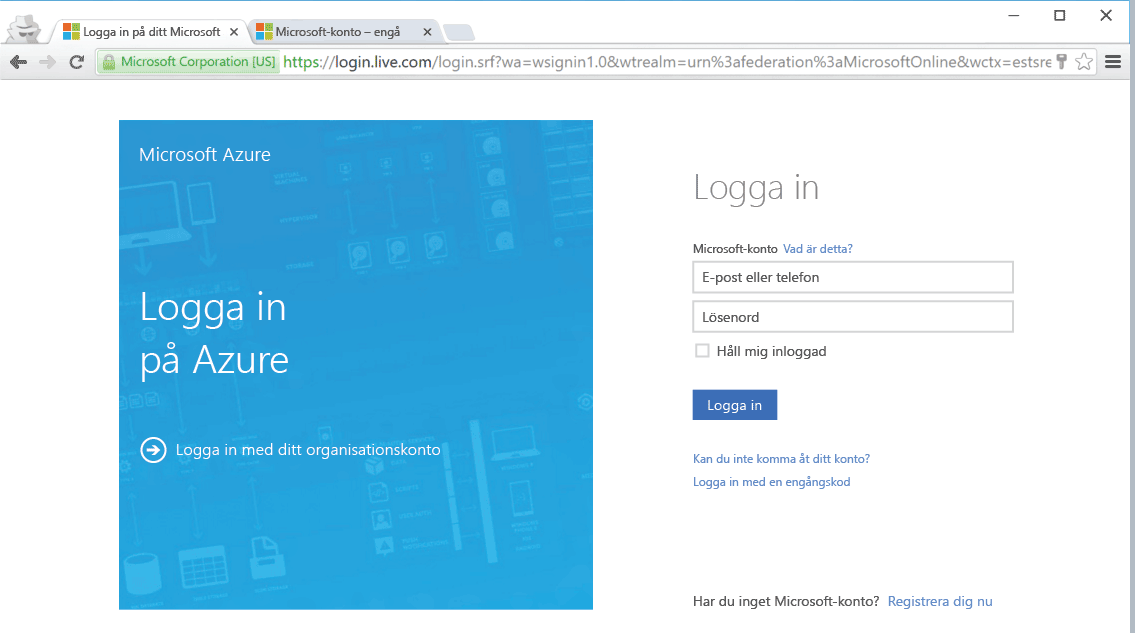 Logga in på ditt Microsoft
Microsoft-konto – engå
Microsoft Corporation [US]
https://login.live.com/login.srf?wa=wsignin1.0&wtrealm=urn%3afederation%3aMicrosoftOnline&wctx=estsre
Microsoft Azure
Logga in
på Azure
Logga in med ditt organisationskonto
Logga in
Microsoft-konto Vad är detta?
E-post eller telefon
Lösenord
Håll mig inloggad
Logga in
Kan du inte komma åt ditt konto?
Logga in med en engångskod
Har du inget Microsoft-konto? Registrera dig nu